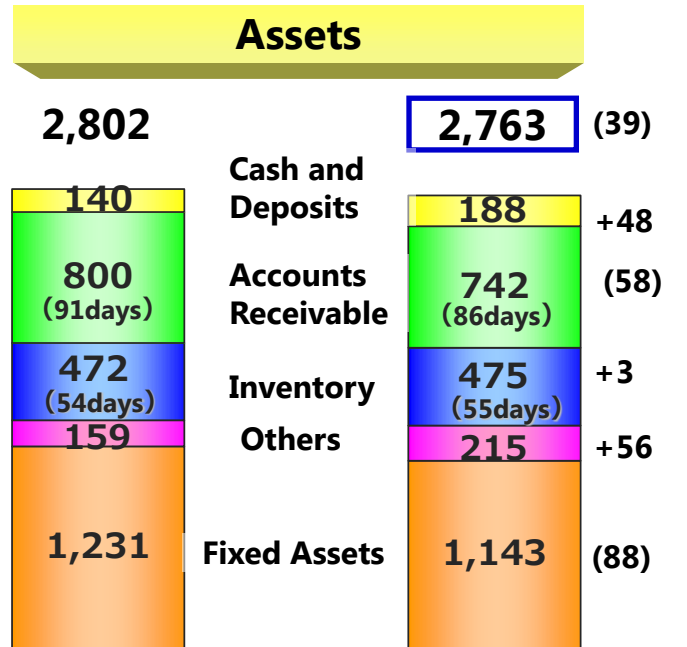 Assets
2,802
2,763
(39)
Cash and
Deposits
140
188
+48
Accounts
Receivable
800
(91days)
742
(86days)
(58)
Inventory
472
(54days)
475
(55days)
+3
Others
159
215
+56
Fixed Assets
1,231
1,143
(88)